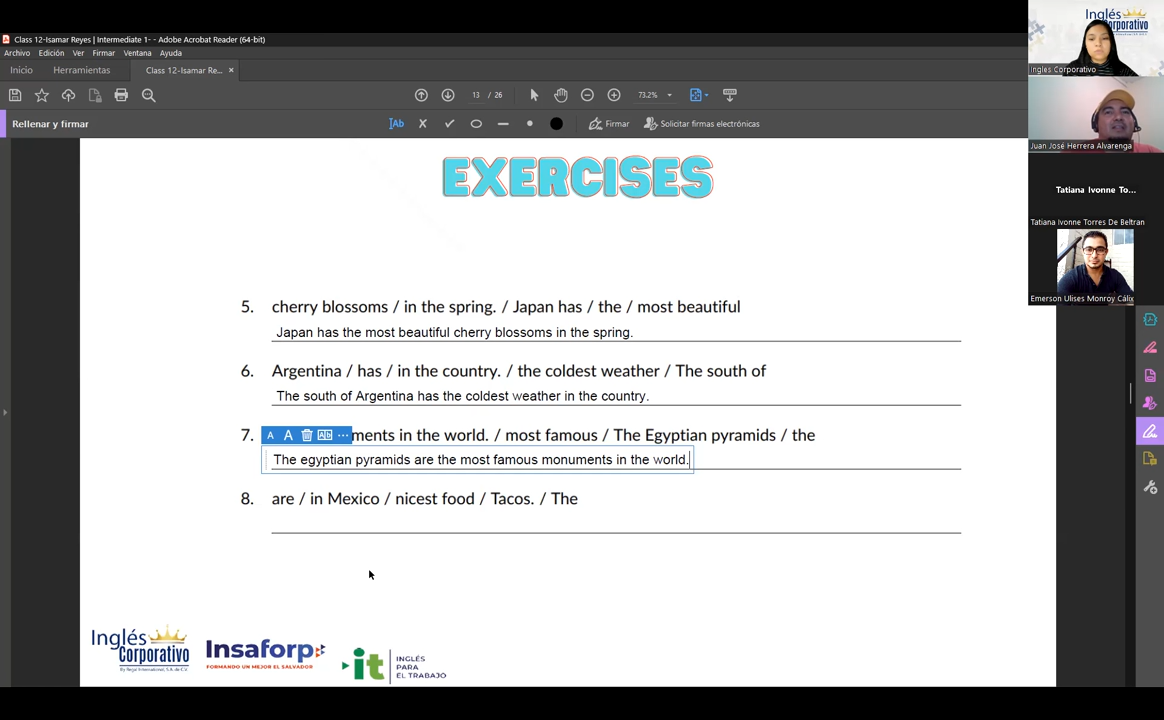 Class 12-Isamar Reyes | Intermediate 1- - Adobe Acrobat Reader (64-bit)
Archivo Edición Ver Firmar Ventana Ayuda
Inicio Herramientas Class 12-Isamar Re... ×
13 / 26 73.2%
Rellenar y firmar Ab Firmar Solicitar firmas electrónicas
EXERCISES
5. cherry blossoms / in the spring. / Japan has / the / most beautiful
Japan has the most beautiful cherry blossoms in the spring.
6. Argentina / has / in the country. / the coldest weather / The south of
The south of Argentina has the coldest weather in the country.
7. ments in the world. / most famous / The Egyptian pyramids / the
A A Ab
The egyptian pyramids are the most famous monuments in the world.
8. are / in Mexico / nicest food / Tacos. / The
Inglés Corporativo
Insaforp
FORMANDO UN MEJOR EL SALVADOR
it INGLÉS PARA EL TRABAJO
Inglés Corporativo
Ingles Corporativo
Juan José Herrera Alvarenga
Tatiana Ivonne To...
Tatiana Ivonne Torres De Beltran
Emerson Ulises Monroy Cálix